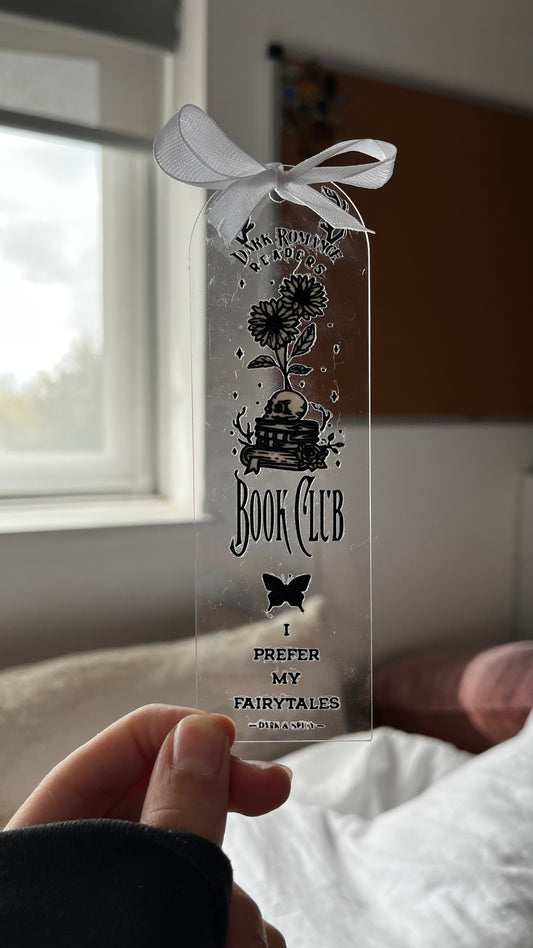 DARK ROMANCE
READERS
BOOK CLUB
I
PREFER
MY
FAIRYTALES
—DARK & SPICY—